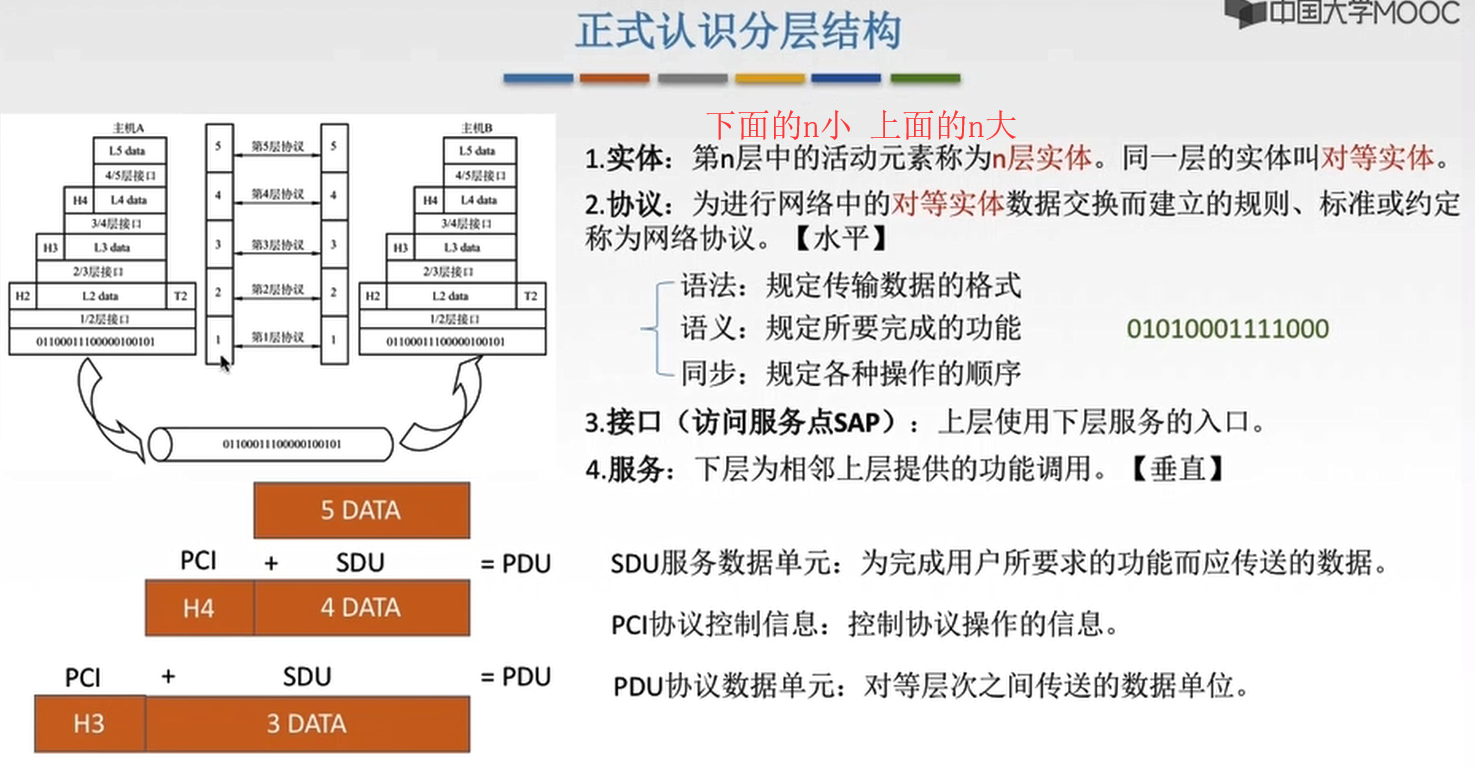 正式认识分层结构
中国大学MOOC
下面的n小 上面的n大
1.实体：第n层中的活动元素称为n层实体。同一层的实体叫对等实体。
2.协议：为进行网络中的对等实体数据交换而建立的规则、标准或约定
称为网络协议。【水平】
语法：规定传输数据的格式
语义：规定所要完成的功能
同步：规定各种操作的顺序
01010001111000
3.接口（访问服务点SAP）：上层使用下层服务的入口。
4.服务：下层为相邻上层提供的功能调用。【垂直】
主机A
L5 data
4/5层接口
H4 L4 data
3/4层接口
H3 L3 data
2/3层接口
H2 L2 data T2
1/2层接口
01100011100000100101
5 第5层协议 5
4 第4层协议 4
3 第3层协议 3
2 第2层协议 2
1 第1层协议 1
主机B
L5 data
4/5层接口
H4 L4 data
3/4层接口
H3 L3 data
2/3层接口
H2 L2 data T2
1/2层接口
01100011100000100101
01100011100000100101
5 DATA
PCI + SDU = PDU
H4 4 DATA
PCI + SDU = PDU
H3 3 DATA
SDU服务数据单元：为完成用户所要求的功能而应传送的数据。
PCI协议控制信息：控制协议操作的信息。
PDU协议数据单元：对等层次之间传送的数据单位。